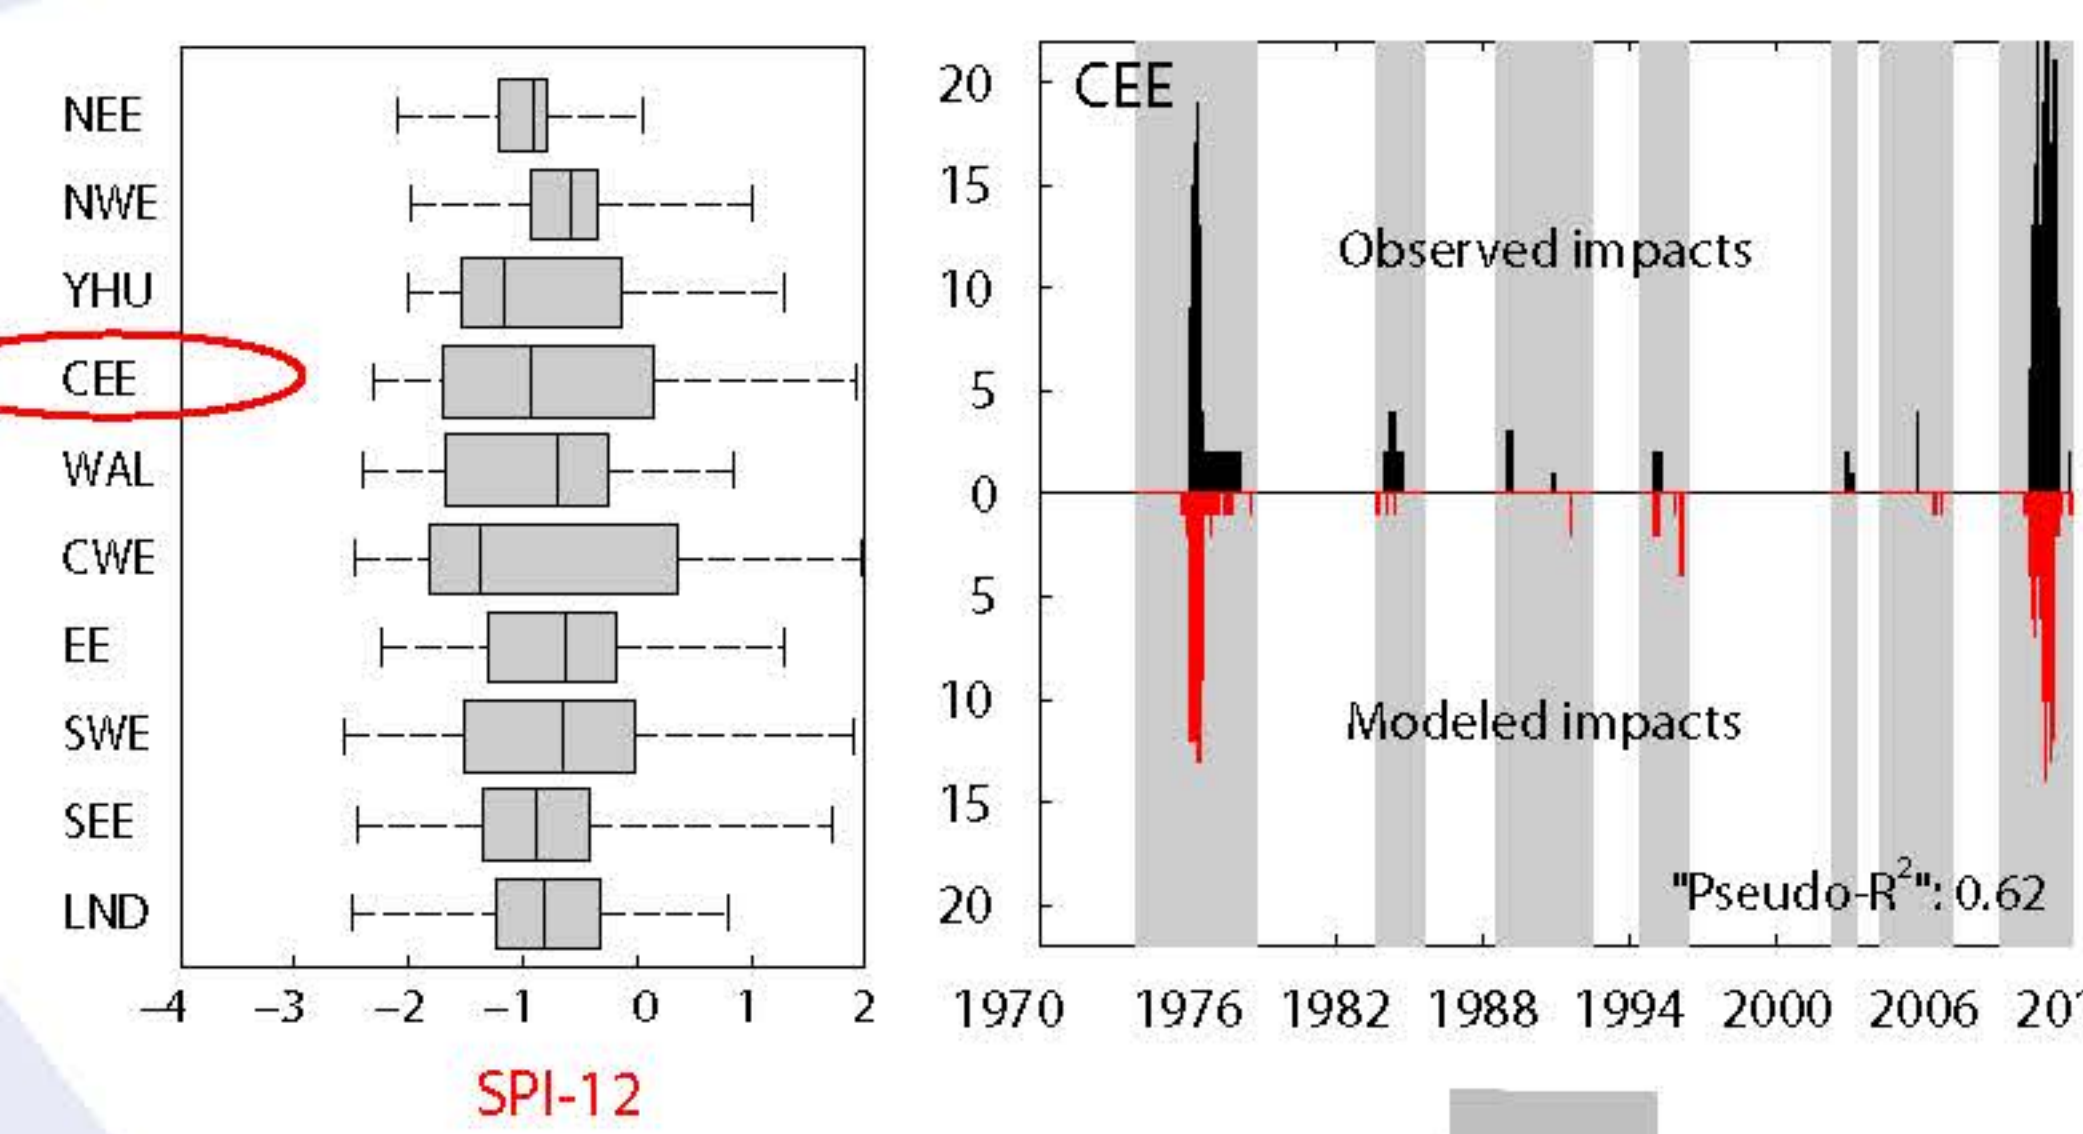 NEE
NWE
YHU
CEE
WAL
CWE
EE
SWE
SEE
LND
–4 –3 –2 –1 0 1 2
SPI-12
CEE
20
15
10
5
0
5
10
15
20
Observed impacts
Modeled impacts
"Pseudo-R²": 0.62
1970 1976 1982 1988 1994 2000 2006